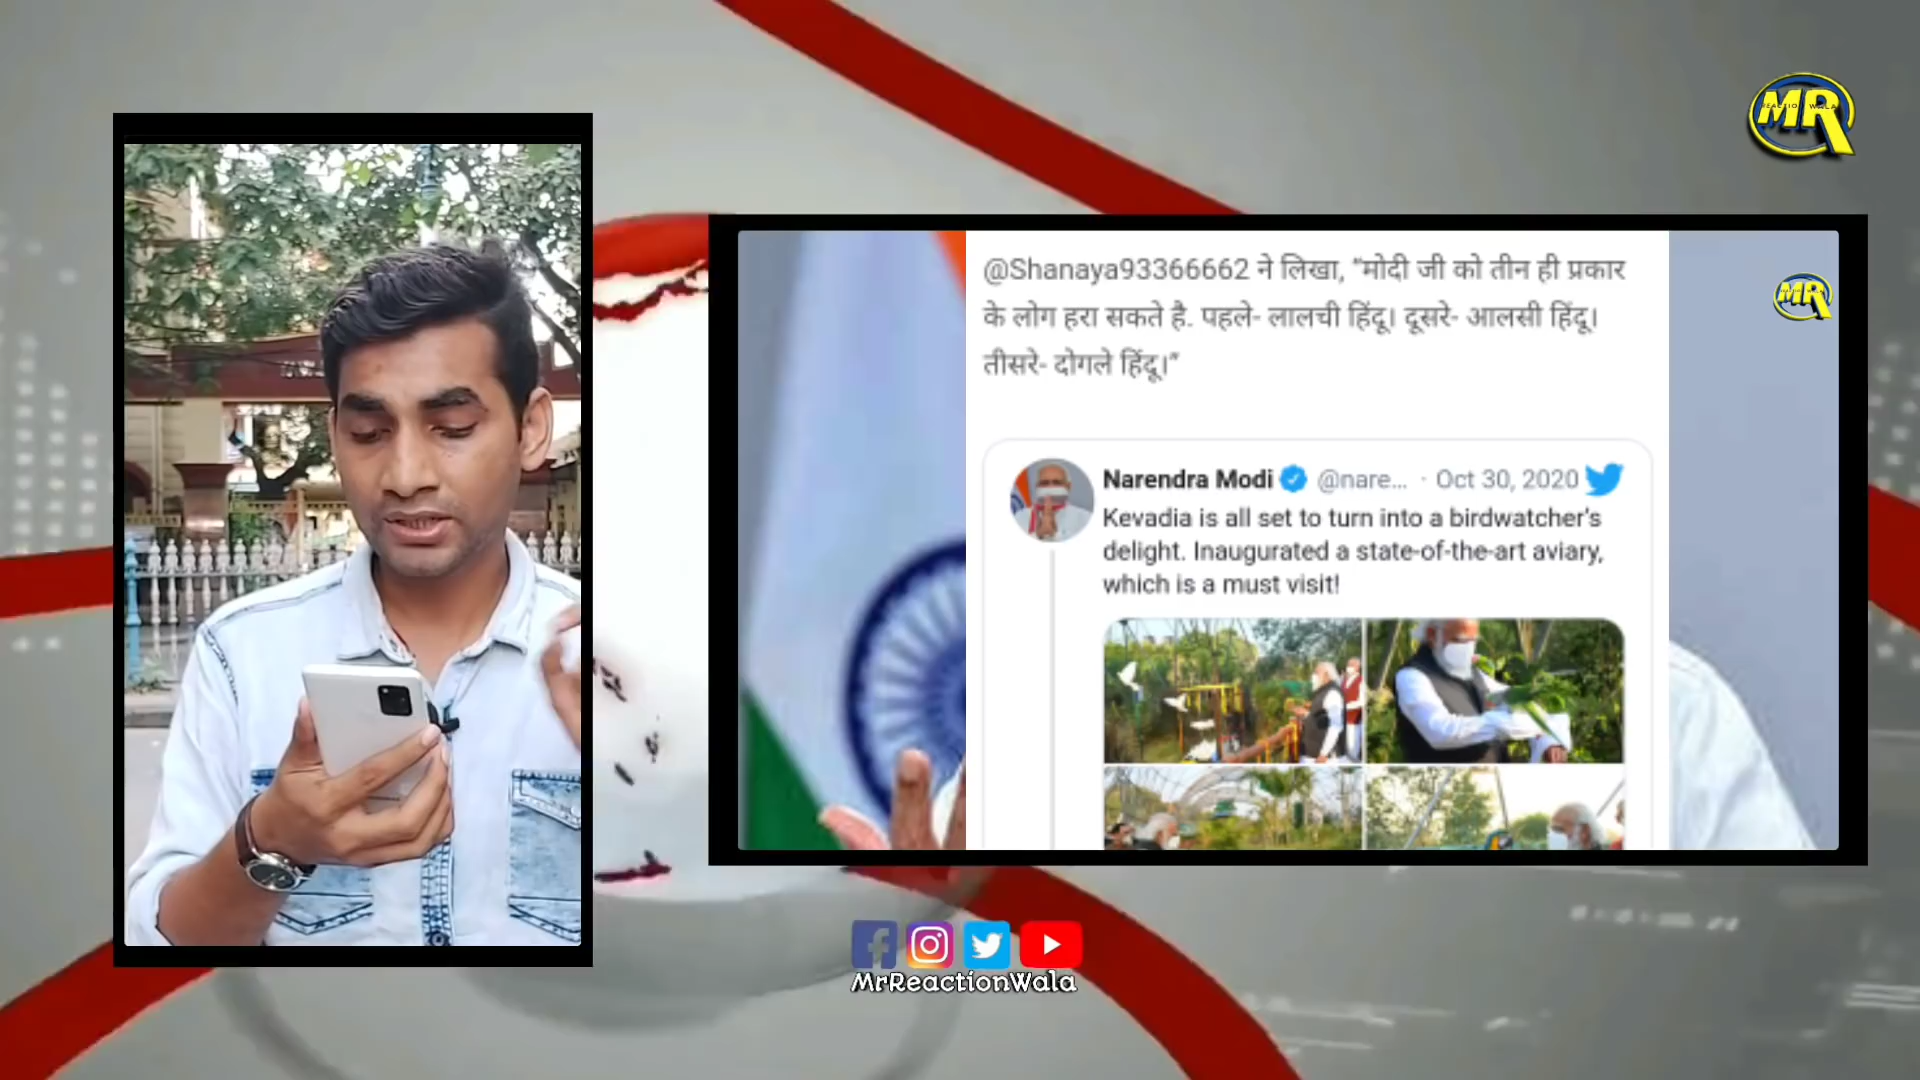 MR
REACTION WALA
@Shanaya93366662 ने लिखा, “मोदी जी को तीन ही प्रकार
के लोग हरा सकते है. पहले- लालची हिंदू। दूसरे- आलसी हिंदू।
तीसरे- दोगले हिंदू।”
MR
Narendra Modi @nare... · Oct 30, 2020
Kevadia is all set to turn into a birdwatcher's
delight. Inaugurated a state-of-the-art aviary,
which is a must visit!
MrReactionWala